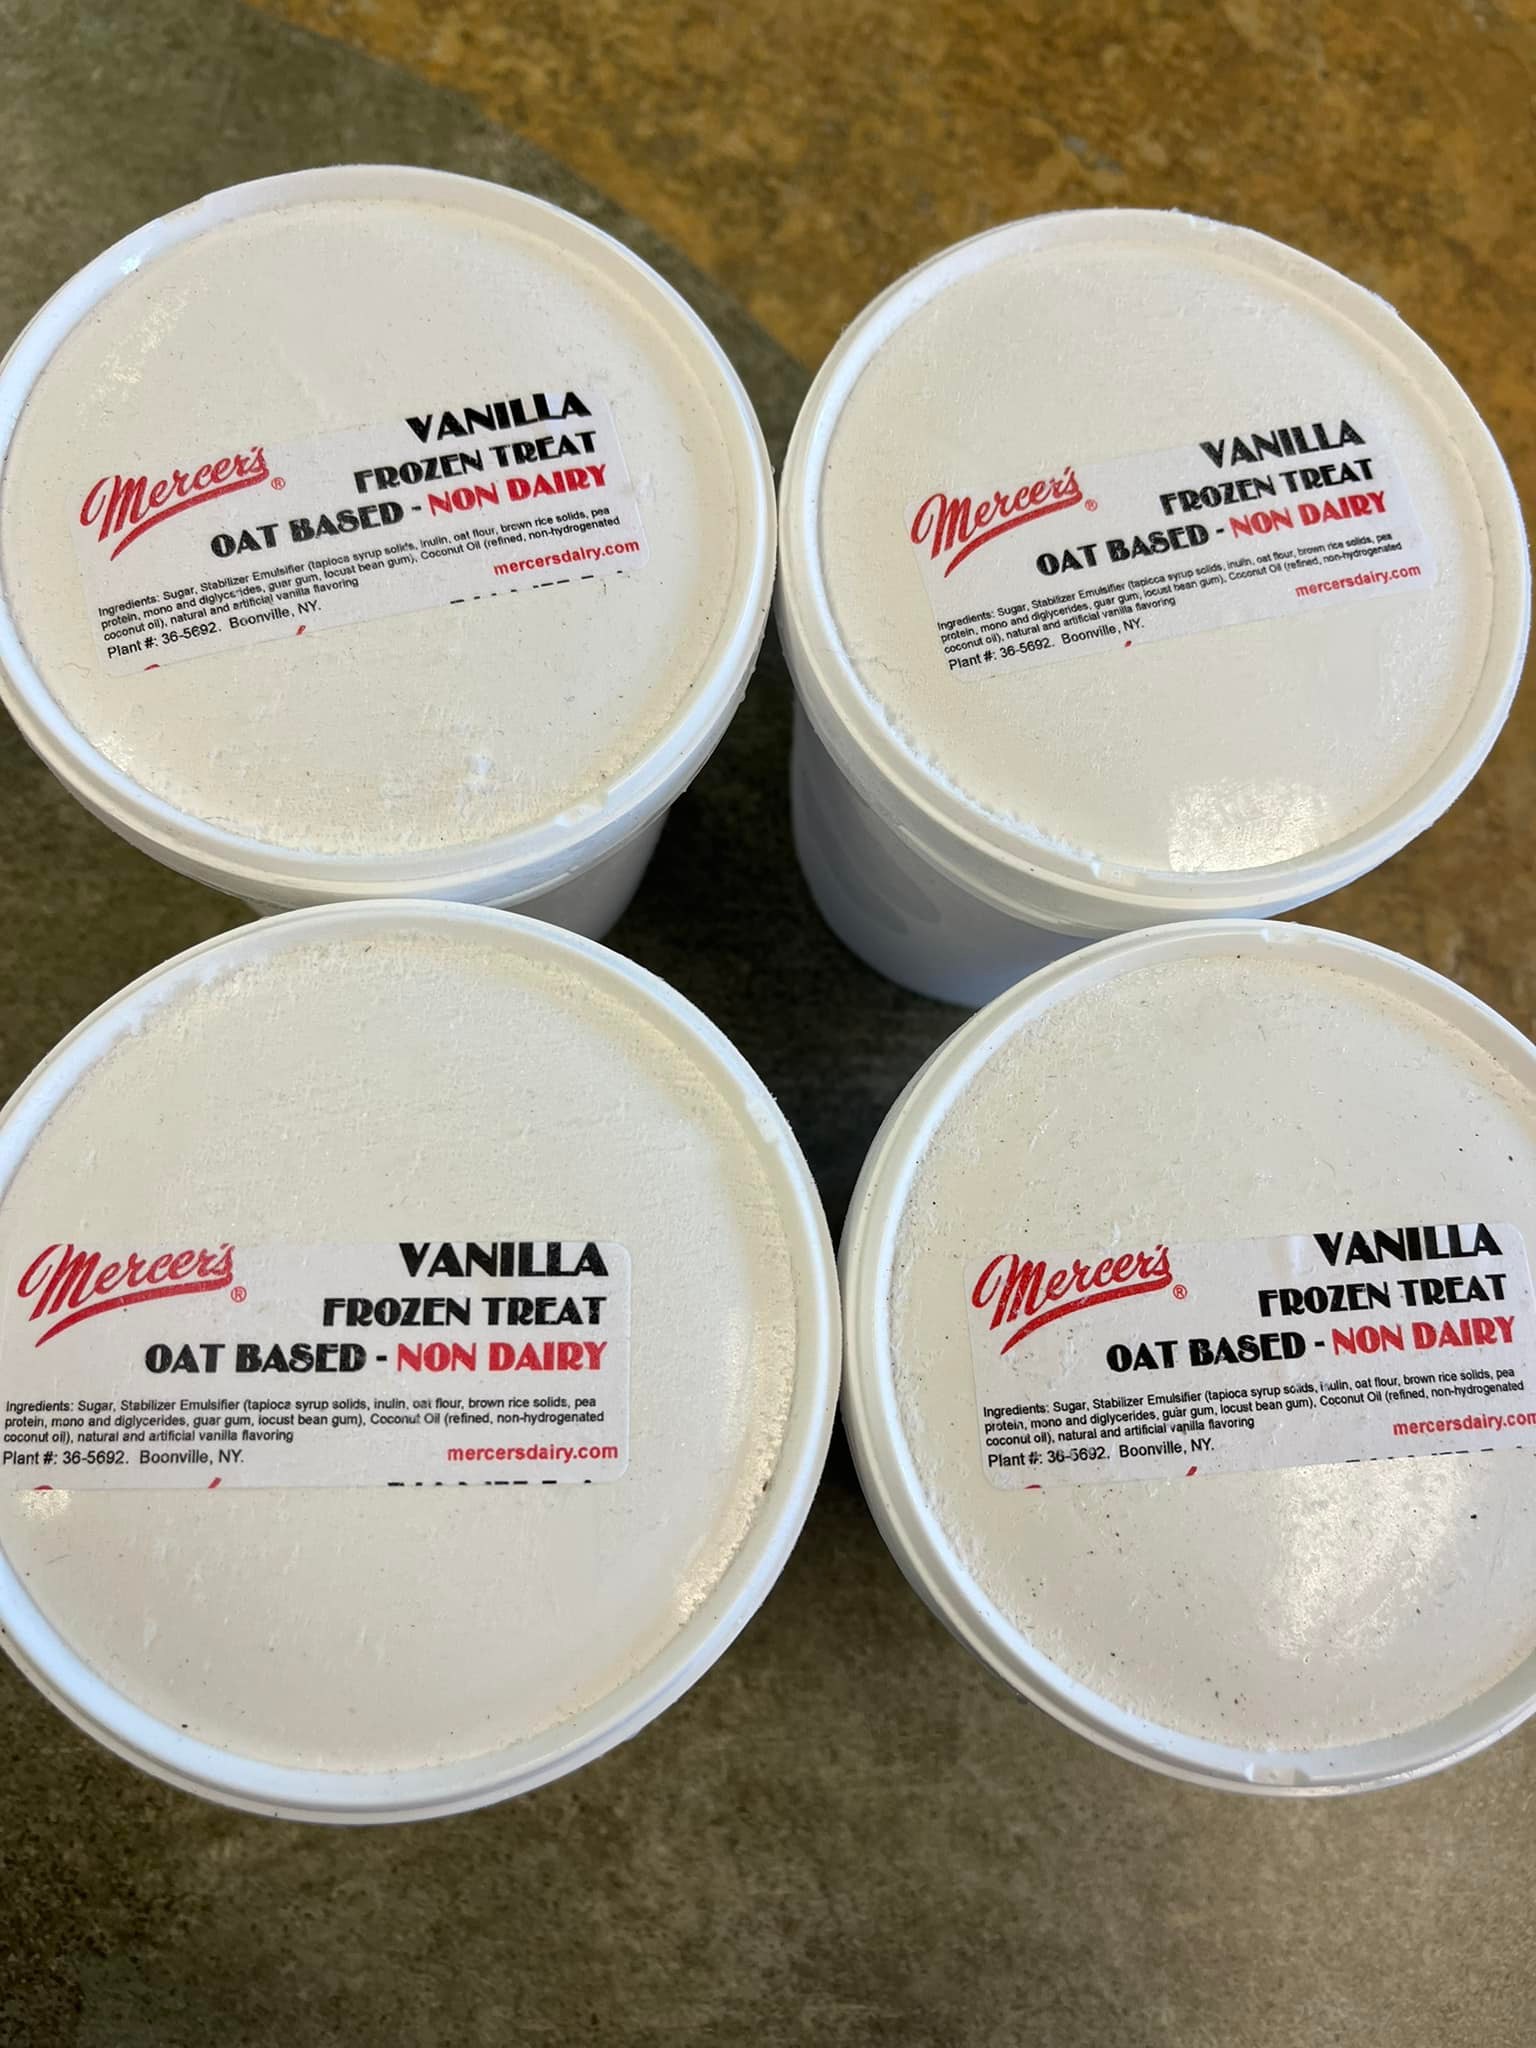 Mercer's®
VANILLA
FROZEN TREAT
OAT BASED - NON DAIRY
Ingredients: Sugar, Stabilizer Emulsifier (tapioca syrup solids, inulin, oat flour, brown rice solids, pea
protein, mono and diglycerides, guar gum, locust bean gum), Coconut Oil (refined, non-hydrogenated
coconut oil), natural and artificial vanilla flavoring
Plant #: 36-5692. Boonville, NY.
mercersdairy.com
Mercer's®
VANILLA
FROZEN TREAT
OAT BASED - NON DAIRY
Ingredients: Sugar, Stabilizer Emulsifier (tapioca syrup solids, inulin, oat flour, brown rice solids, pea
protein, mono and diglycerides, guar gum, locust bean gum), Coconut Oil (refined, non-hydrogenated
coconut oil), natural and artificial vanilla flavoring
Plant #: 36-5692. Boonville, NY.
mercersdairy.com
Mercer's®
VANILLA
FROZEN TREAT
OAT BASED - NON DAIRY
Ingredients: Sugar, Stabilizer Emulsifier (tapioca syrup solids, inulin, oat flour, brown rice solids, pea
protein, mono and diglycerides, guar gum, locust bean gum), Coconut Oil (refined, non-hydrogenated
coconut oil), natural and artificial vanilla flavoring
Plant #: 36-5692. Boonville, NY.
mercersdairy.com
Mercer's®
VANILLA
FROZEN TREAT
OAT BASED - NON DAIRY
Ingredients: Sugar, Stabilizer Emulsifier (tapioca syrup solids, inulin, oat flour, brown rice solids, pea
protein, mono and diglycerides, guar gum, locust bean gum), Coconut Oil (refined, non-hydrogenated
coconut oil), natural and artificial vanilla flavoring
Plant #: 36-5692. Boonville, NY.
mercersdairy.com